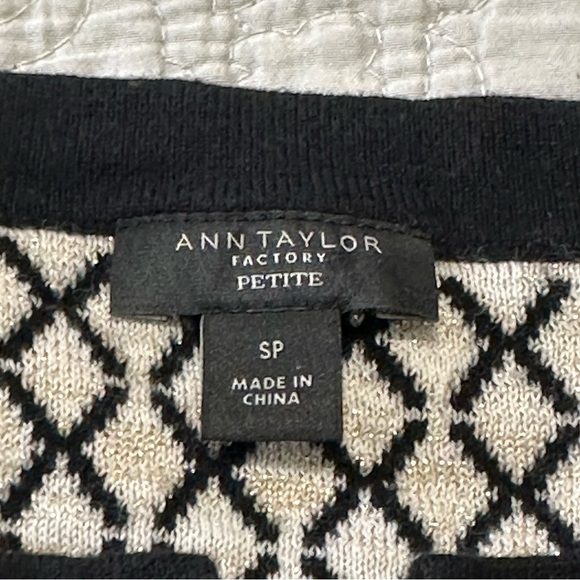 ANN TAYLOR
FACTORY
PETITE
SP
MADE IN
CHINA